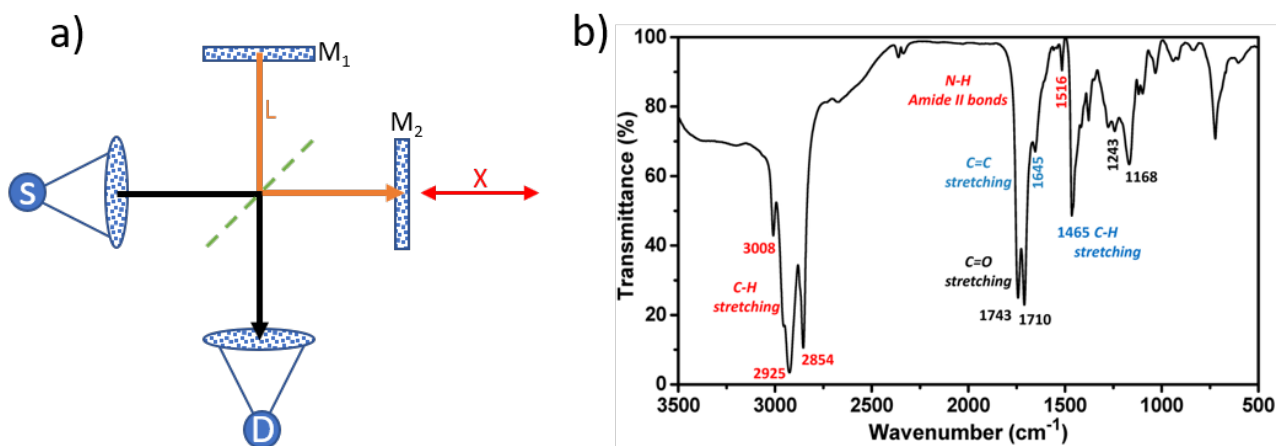 a)
M1
L
M2
S
X
D
b)
Transmittance (%)
100
80
60
40
20
0
N-H
Amide II bonds
1516
C=C
stretching
1645
1243
1168
3008
1465 C-H
stretching
C-H
stretching
C=O
stretching
1743 1710
2925
2854
3500 3000 2500 2000 1500 1000 500
Wavenumber (cm-1)